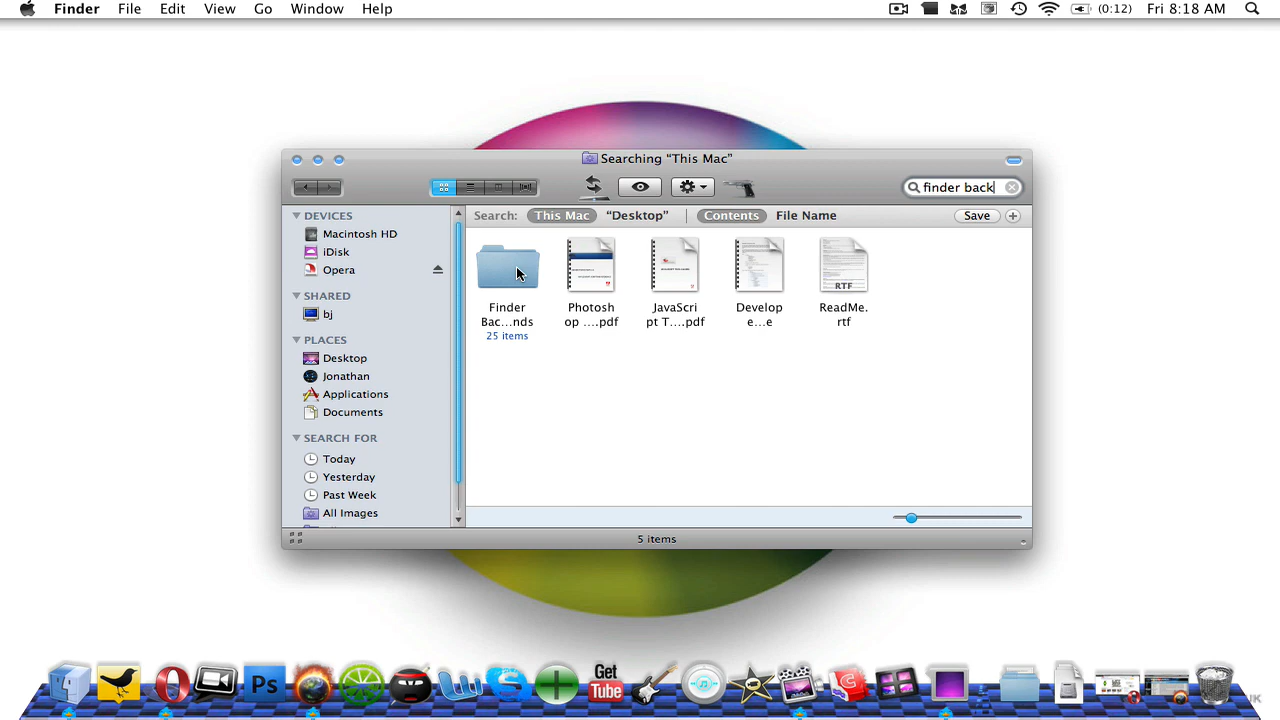 Finder File Edit View Go Window Help
(0:12) Fri 8:18 AM
Searching “This Mac”
finder back
DEVICES
Macintosh HD
iDisk
Opera
SHARED
bj
PLACES
Desktop
Jonathan
Applications
Documents
SEARCH FOR
Today
Yesterday
Past Week
All Images
Search: This Mac “Desktop” Contents File Name Save
Finder
Bac...nds
25 items
Photosh
op ....pdf
JavaScri
pt T....pdf
Develop
e...e
RTF
ReadMe.
rtf
5 items
Ps
Get
Tube
UK